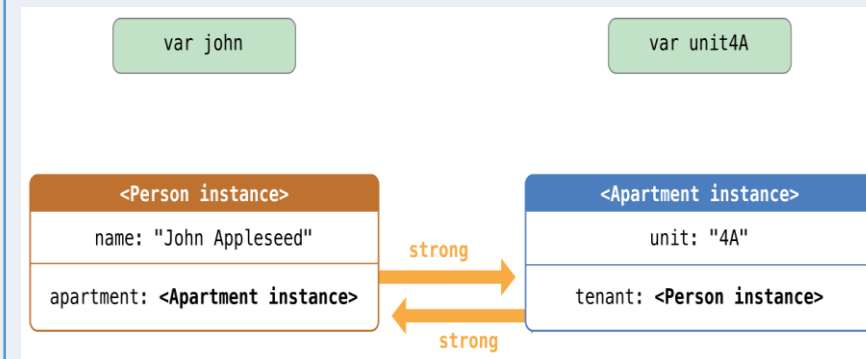 var john
var unit4A
<Person instance>
name: "John Appleseed"
apartment: <Apartment instance>
strong
strong
<Apartment instance>
unit: "4A"
tenant: <Person instance>